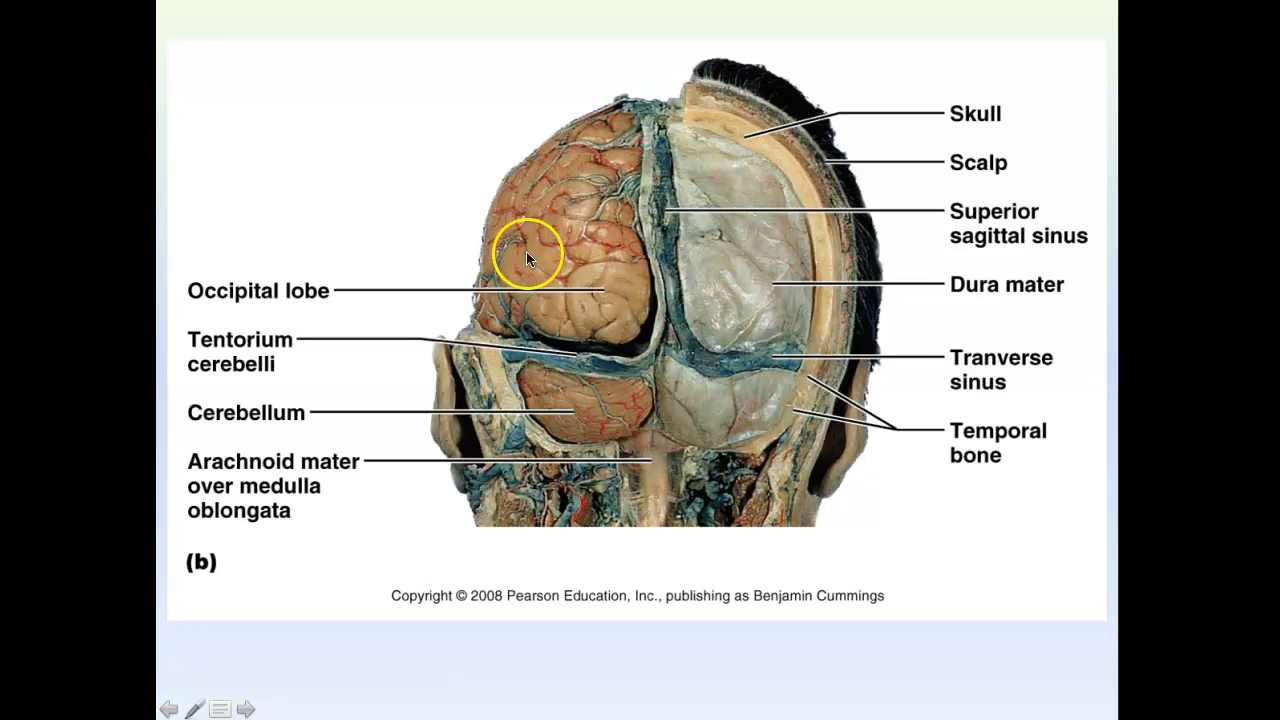 Skull
Scalp
Superior
sagittal sinus
Dura mater
Tranverse
sinus
Temporal
bone
Occipital lobe
Tentorium
cerebelli
Cerebellum
Arachnoid mater
over medulla
oblongata
(b)
Copyright © 2008 Pearson Education, Inc., publishing as Benjamin Cummings